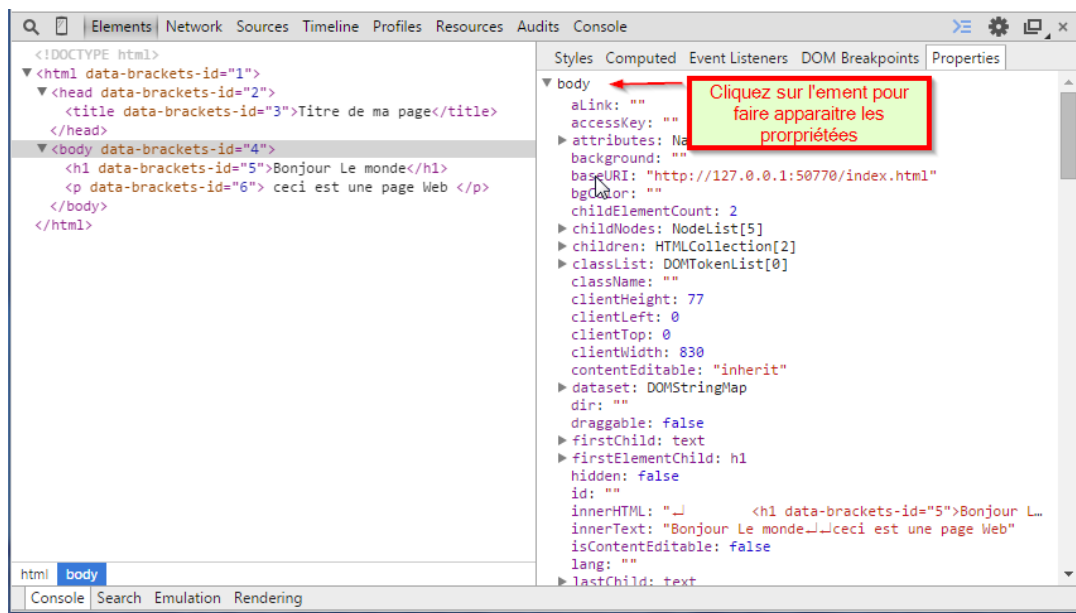 Elements Network Sources Timeline Profiles Resources Audits Console
<!DOCTYPE html>
▼<html data-brackets-id="1">
▼<head data-brackets-id="2">
<title data-brackets-id="3">Titre de ma page</title>
</head>
▼<body data-brackets-id="4">
<h1 data-brackets-id="5">Bonjour Le monde</h1>
<p data-brackets-id="6"> ceci est une page Web </p>
</body>
</html>
html body
Styles Computed Event Listeners DOM Breakpoints Properties
▼ body
Cliquez sur l'ement pour
faire apparaitre les
prorpriétées
aLink: ""
accessKey: ""
▶ attributes: Na
background: ""
baseURI: "http://127.0.0.1:50770/index.html"
bgColor: ""
childElementCount: 2
▶ childNodes: NodeList[5]
▶ children: HTMLCollection[2]
▶ classList: DOMTokenList[0]
className: ""
clientHeight: 77
clientLeft: 0
clientTop: 0
clientWidth: 830
contentEditable: "inherit"
▶ dataset: DOMStringMap
dir: ""
draggable: false
▶ firstChild: text
▶ firstElementChild: h1
hidden: false
id: ""
innerHTML: "↵ <h1 data-brackets-id="5">Bonjour L…
innerText: "Bonjour Le monde↵↵ceci est une page Web"
isContentEditable: false
lang: ""
▶ lastChild: text
Console Search Emulation Rendering